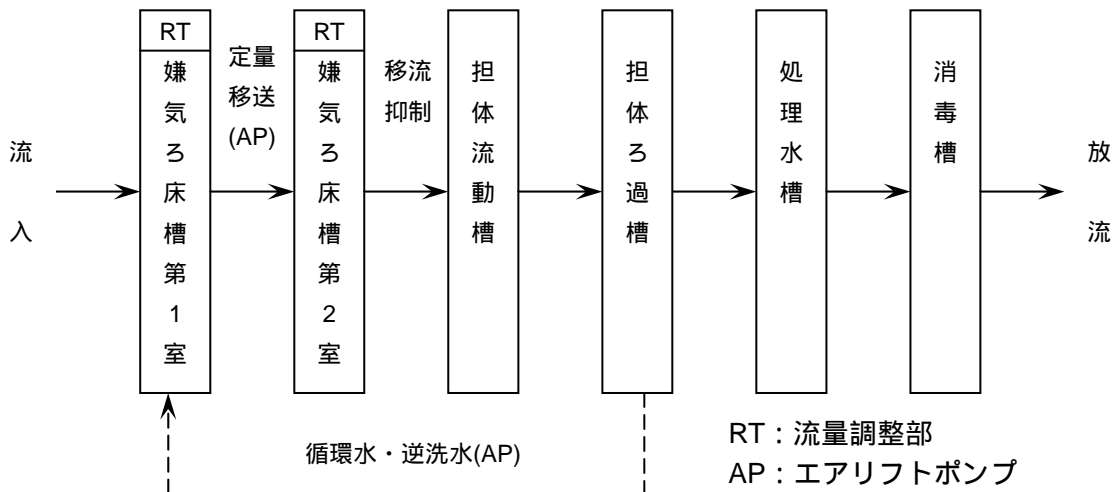 流入
RT
嫌気ろ床槽第1室
定量
移送
(AP)
RT
嫌気ろ床槽第2室
移流
抑制
担体流動槽
担体ろ過槽
処理水槽
消毒槽
放流
循環水・逆洗水(AP)
RT：流量調整部
AP：エアリフトポンプ